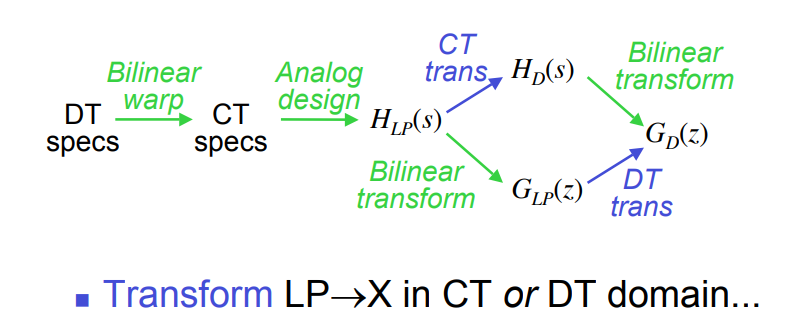 DT
specs
Bilinear
warp
CT
specs
Analog
design
H_LP(s)
CT
trans
H_D(s)
Bilinear
transform
Bilinear
transform
G_LP(z)
DT
trans
G_D(z)
▪ Transform LP→X in CT or DT domain...